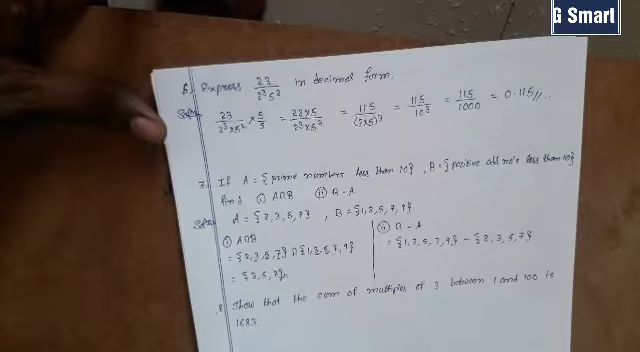 G Smart
6. Express 23/2³5² in decimal form.
Soln: 23/2³×5² × 5/5 = 23×5/2³×5³ = 115/(2×5)³ = 115/10³ = 115/1000 = 0.115//.
7. If A = {prime numbers less than 10}, B = {positive odd no's less than 10}
find (i) A∩B (ii) B-A.
Soln: A = {2,3,5,7}, B = {1,3,5,7,9}
(i) A∩B
= {2,3,5,7} ∩ {1,3,5,7,9}
= {3,5,7}
(ii) B - A
= {1,3,5,7,9} - {2,3,5,7}
8. Show that the sum of multiples of 3 between 1 and 100 is
1683.